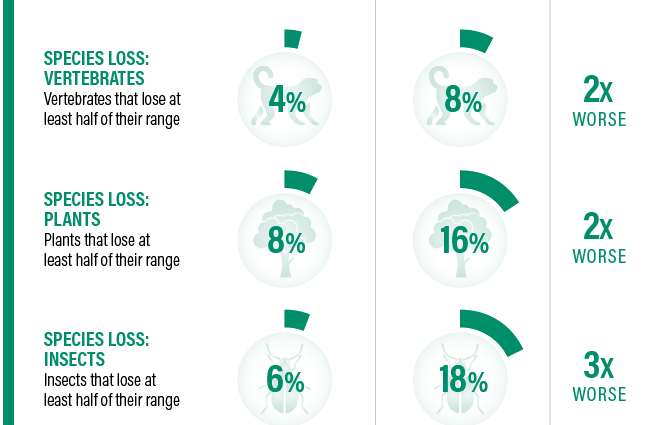 SPECIES LOSS:
VERTEBRATES
Vertebrates that lose at
least half of their range
4%
8%
2X
WORSE
SPECIES LOSS:
PLANTS
Plants that lose at
least half of their range
8%
16%
2X
WORSE
SPECIES LOSS:
INSECTS
Insects that lose at
least half of their range
6%
18%
3X
WORSE